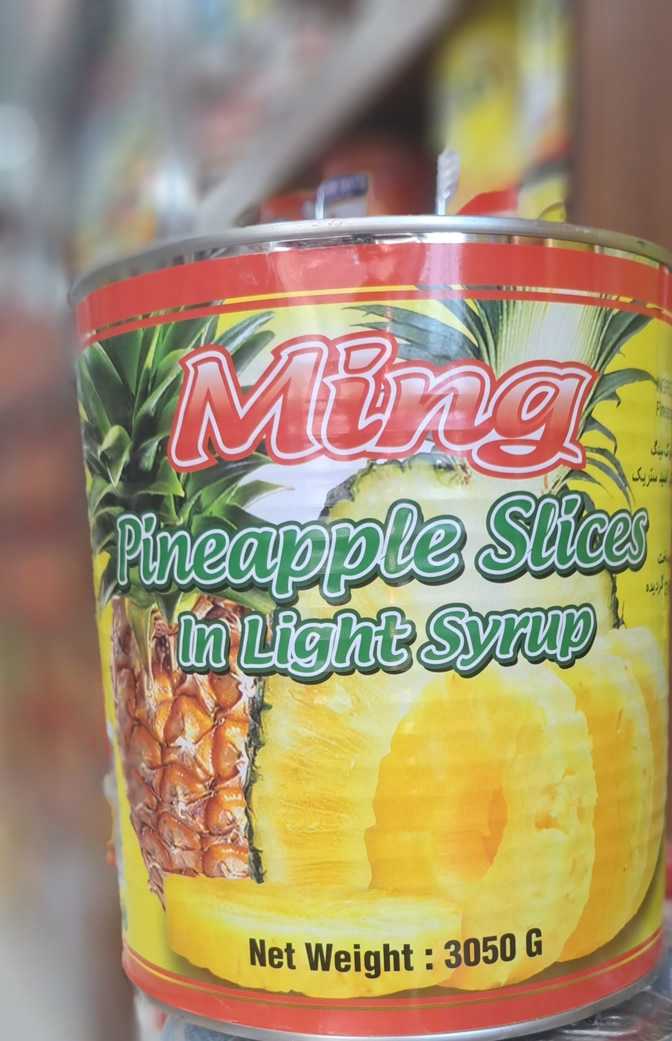 Ming
Pineapple Slices
In Light Syrup
Net Weight : 3050 G